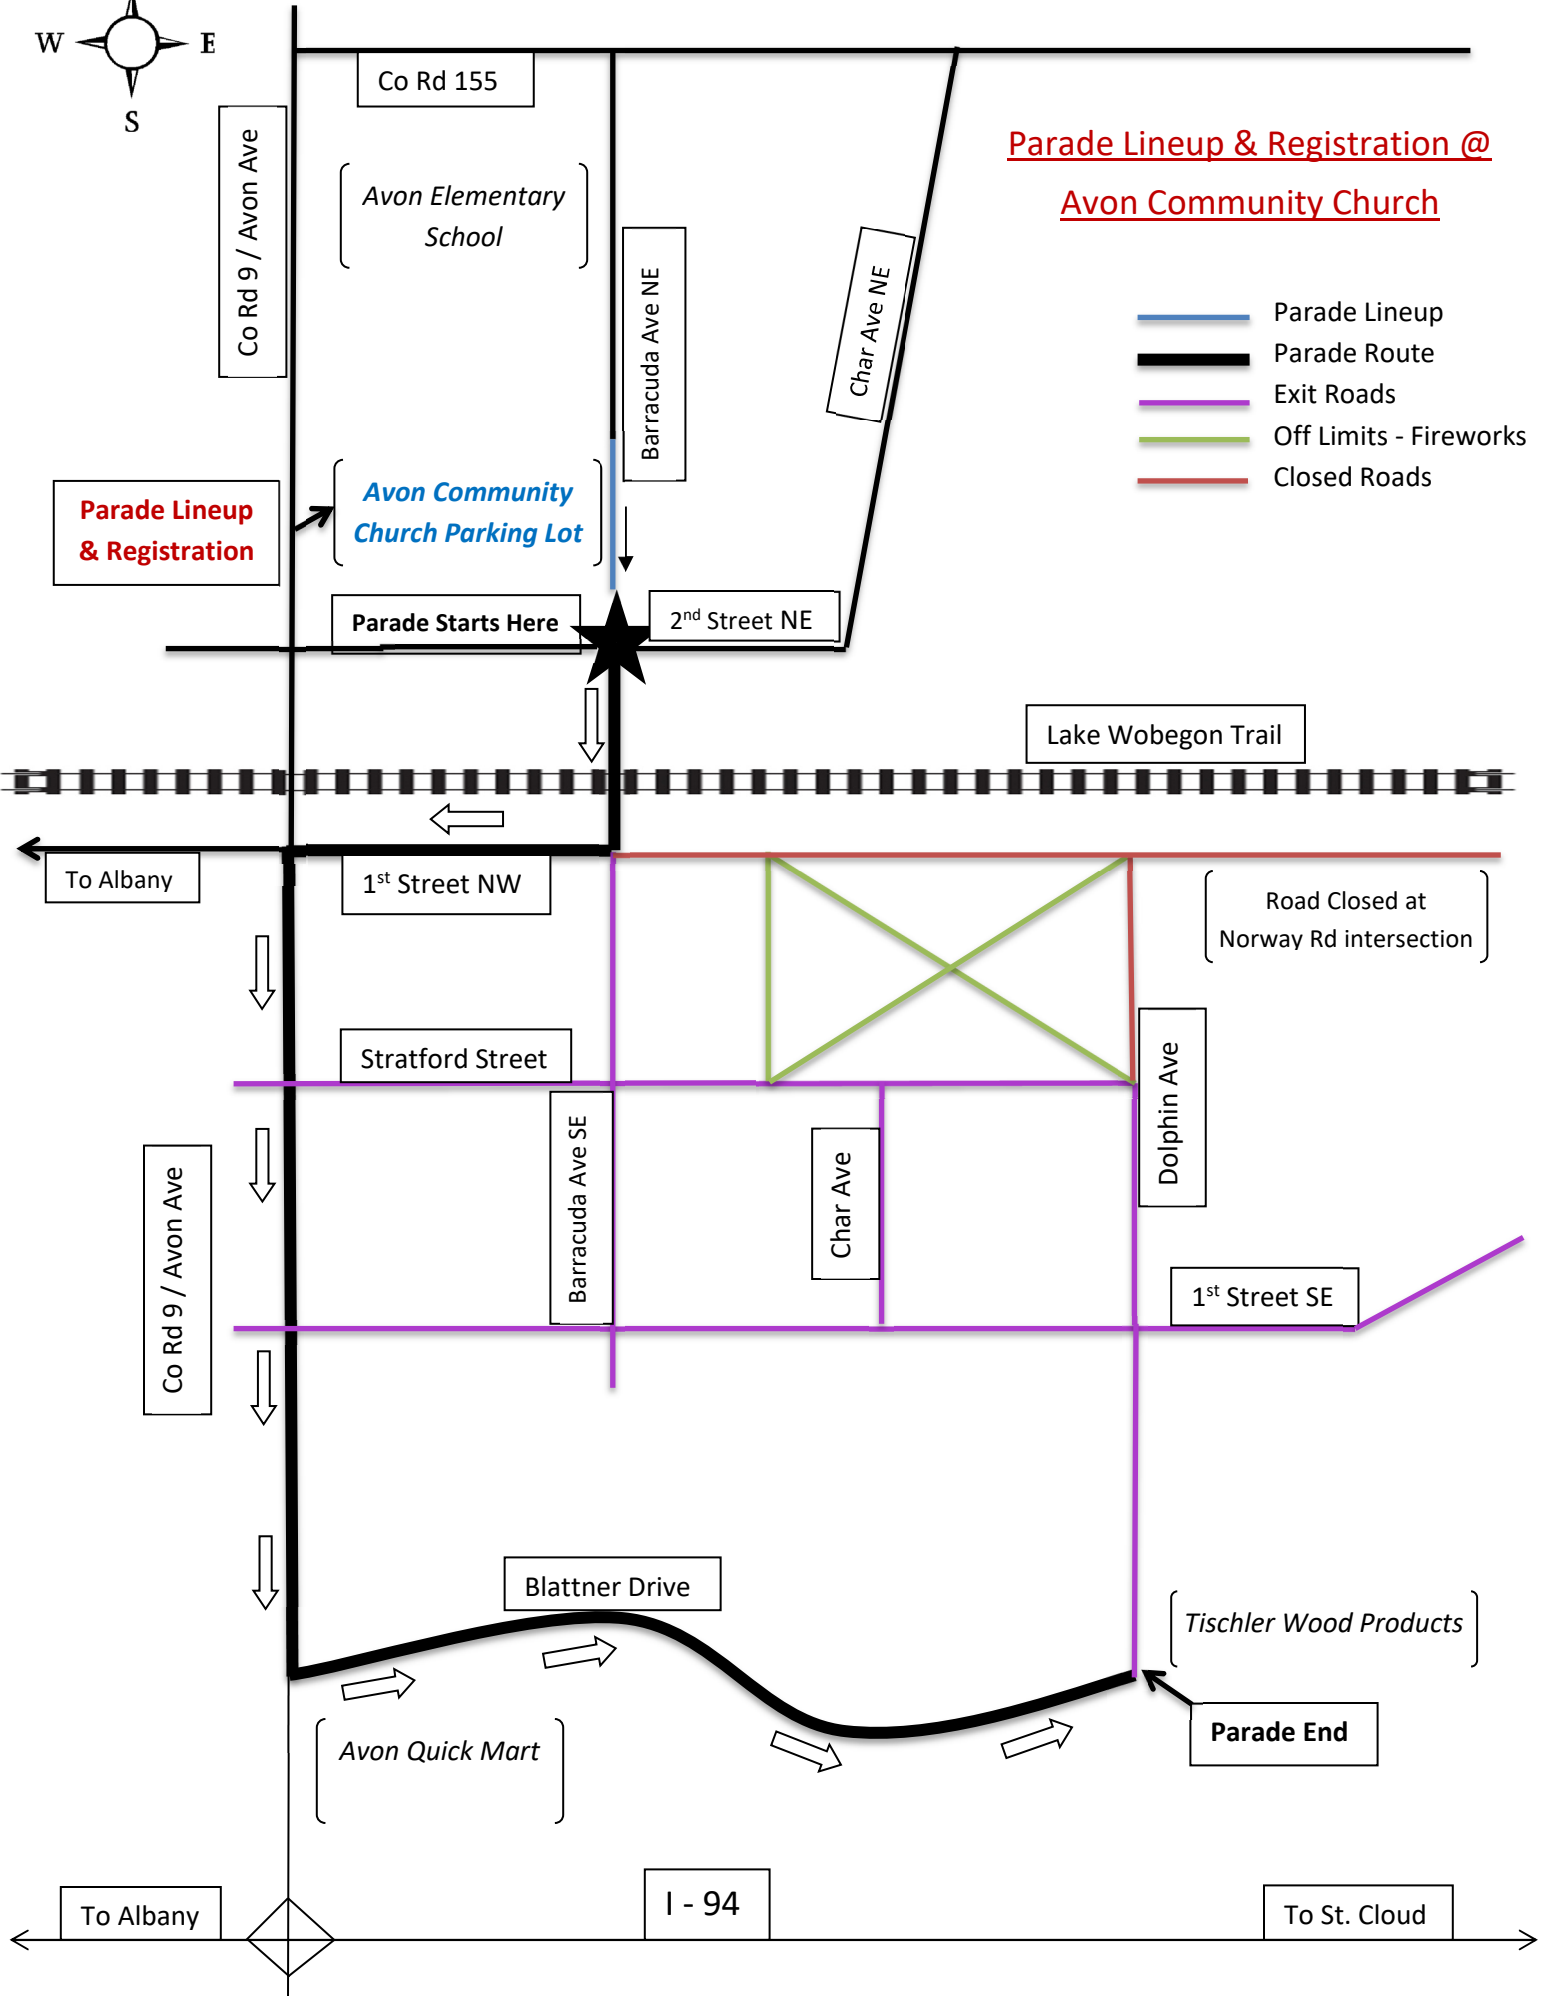 W
E
S
Co Rd 155
Co Rd 9 / Avon Ave
Avon Elementary
School
Parade Lineup & Registration @
Avon Community Church
Barracuda Ave NE
Char Ave NE
Parade Lineup
Parade Route
Exit Roads
Off Limits - Fireworks
Closed Roads
Parade Lineup
& Registration
Avon Community
Church Parking Lot
Parade Starts Here
2nd Street NE
Lake Wobegon Trail
To Albany
1st Street NW
Road Closed at
Norway Rd intersection
Stratford Street
Dolphin Ave
Barracuda Ave SE
Char Ave
Co Rd 9 / Avon Ave
1st Street SE
Blattner Drive
Tischler Wood Products
Parade End
Avon Quick Mart
I - 94
To Albany
To St. Cloud